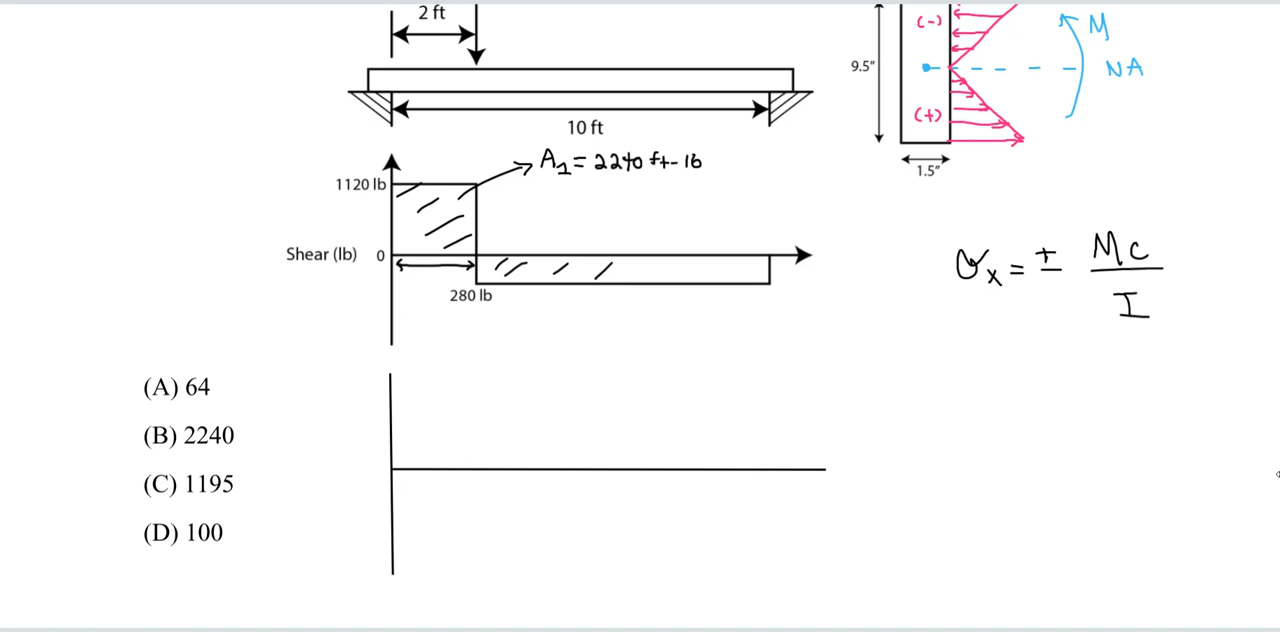 2 ft
10 ft
(-)
M
9.5"
NA
(+)
1.5"
A₁ = 2240 ft-lb
1120 lb
Shear (lb) 0
280 lb
σₓ = ± Mc / I
(A) 64
(B) 2240
(C) 1195
(D) 100